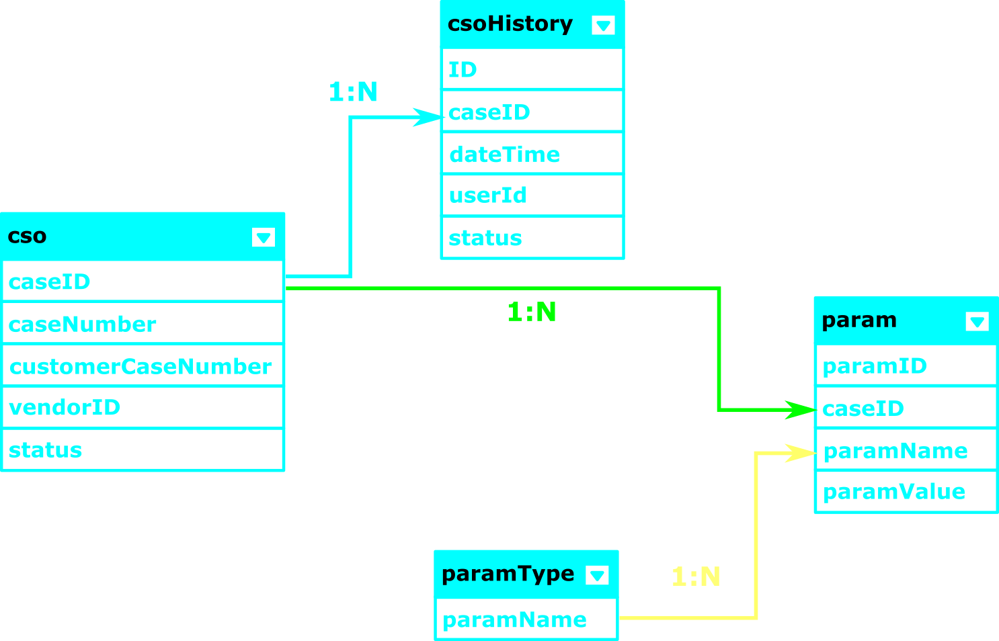 csoHistory
ID
caseID
dateTime
userId
status
1:N
cso
caseID
caseNumber
customerCaseNumber
vendorID
status
1:N
param
paramID
caseID
paramName
paramValue
paramType
paramName
1:N